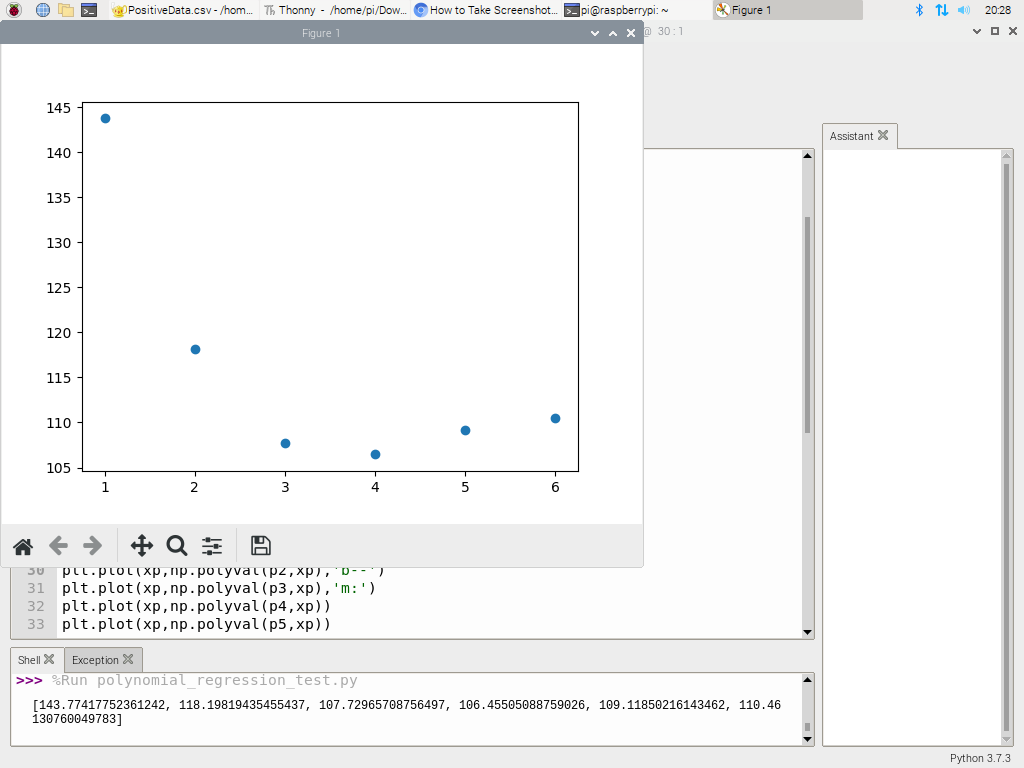 PositiveData.csv - /hom...
Thonny - /home/pi/Dow...
How to Take Screenshot...
pi@raspberrypi: ~
Figure 1
20:28
Figure 1
@ 30 : 1
Assistant
145
140
135
130
125
120
115
110
105
1 2 3 4 5 6
30 plt.plot(xp,np.polyval(p2,xp),'b--')
31 plt.plot(xp,np.polyval(p3,xp),'m:')
32 plt.plot(xp,np.polyval(p4,xp))
33 plt.plot(xp,np.polyval(p5,xp))
Shell
Exception
>>> %Run polynomial_regression_test.py
[143.77417752361242, 118.19819435455437, 107.72965708756497, 106.45505088759026, 109.11850216143462, 110.46
130760049783]
Python 3.7.3